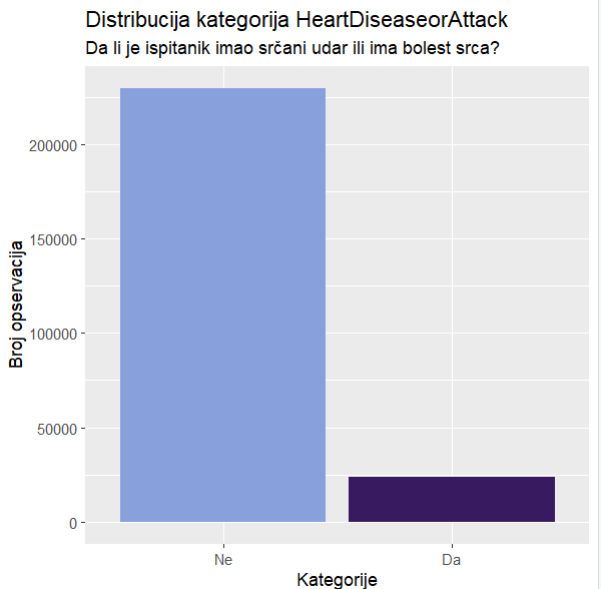 Distribucija kategorija HeartDiseaseorAttack
Da li je ispitanik imao srčani udar ili ima bolest srca?
Broj opservacija
200000
150000
100000
50000
0
Ne
Da
Kategorije